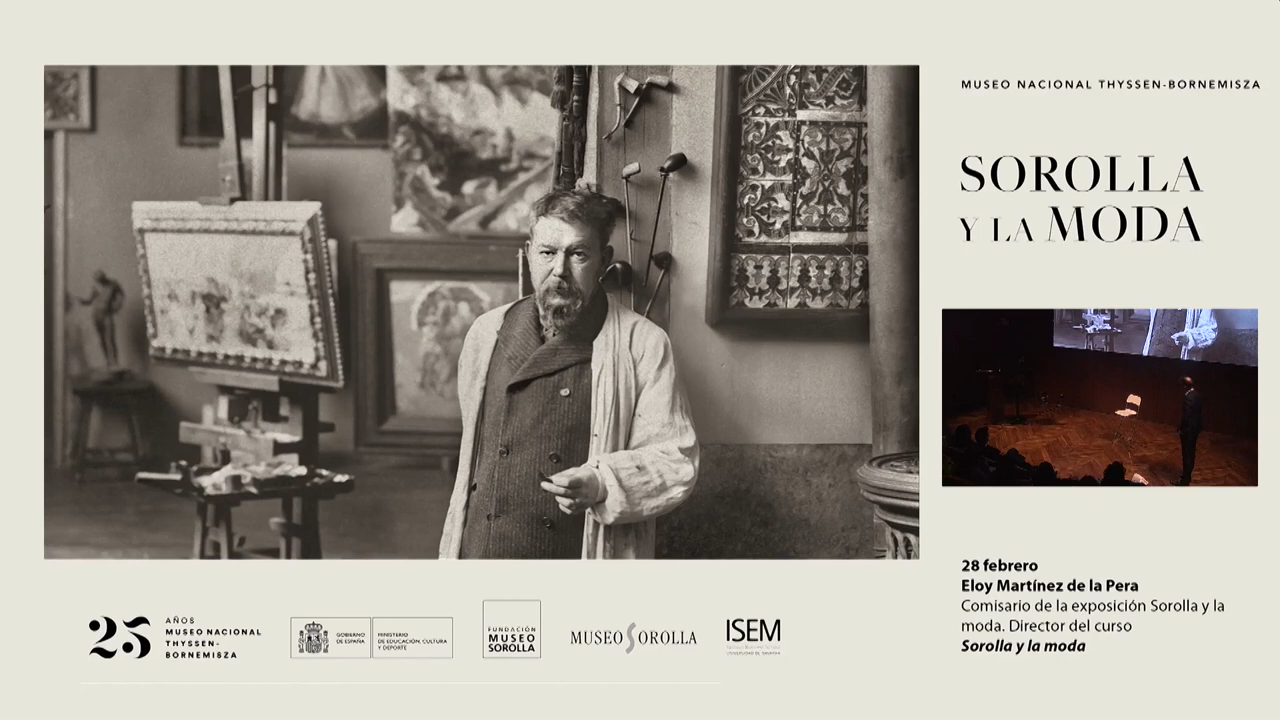 MUSEO NACIONAL THYSSEN-BORNEMISZA
SOROLLA
Y LA MODA
28 febrero
Eloy Martínez de la Pera
Comisario de la exposición Sorolla y la
moda. Director del curso
Sorolla y la moda
25 AÑOS
MUSEO NACIONAL
THYSSEN-
BORNEMISZA
GOBIERNO
DE ESPAÑA
MINISTERIO
DE EDUCACIÓN, CULTURA
Y DEPORTE
FUNDACIÓN
MUSEO
SOROLLA
MUSEO SOROLLA
ISEM